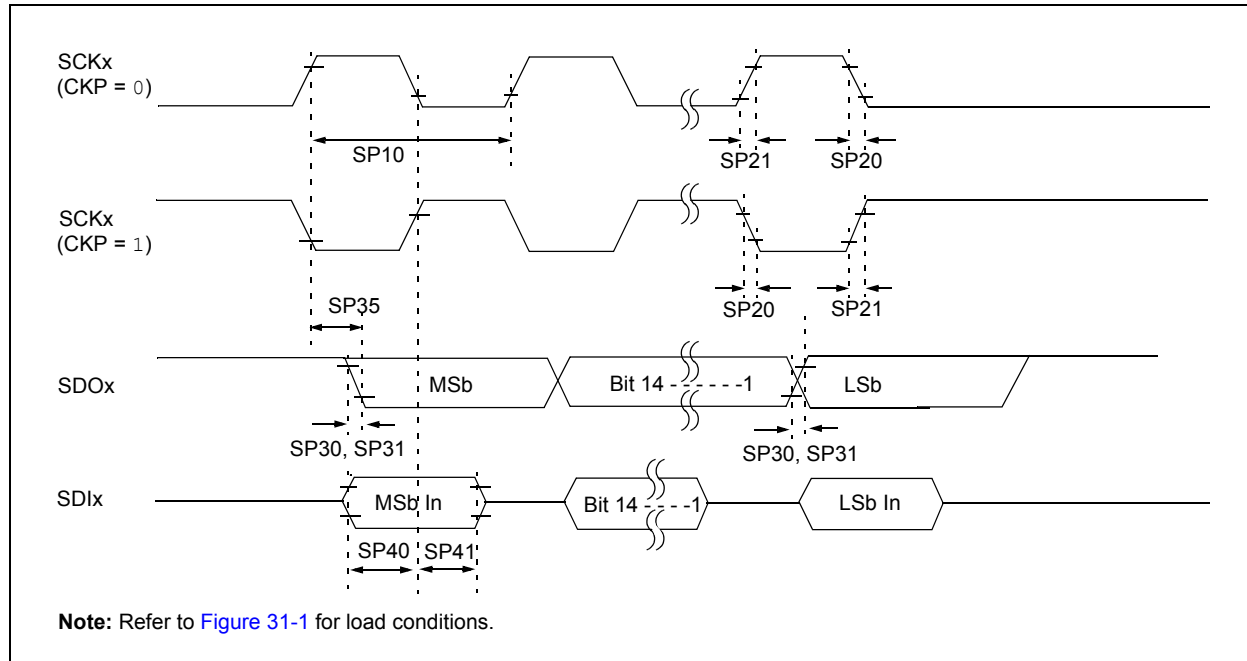 SCKx
(CKP = 0)
SP10
SP21
SP20
SCKx
(CKP = 1)
SP35
SP20
SP21
SDOx
MSb
Bit 14 - - - - - -1
LSb
SP30, SP31
SP30, SP31
SDIx
MSb In
Bit 14 - - - - -1
LSb In
SP40
SP41
Note: Refer to Figure 31-1 for load conditions.